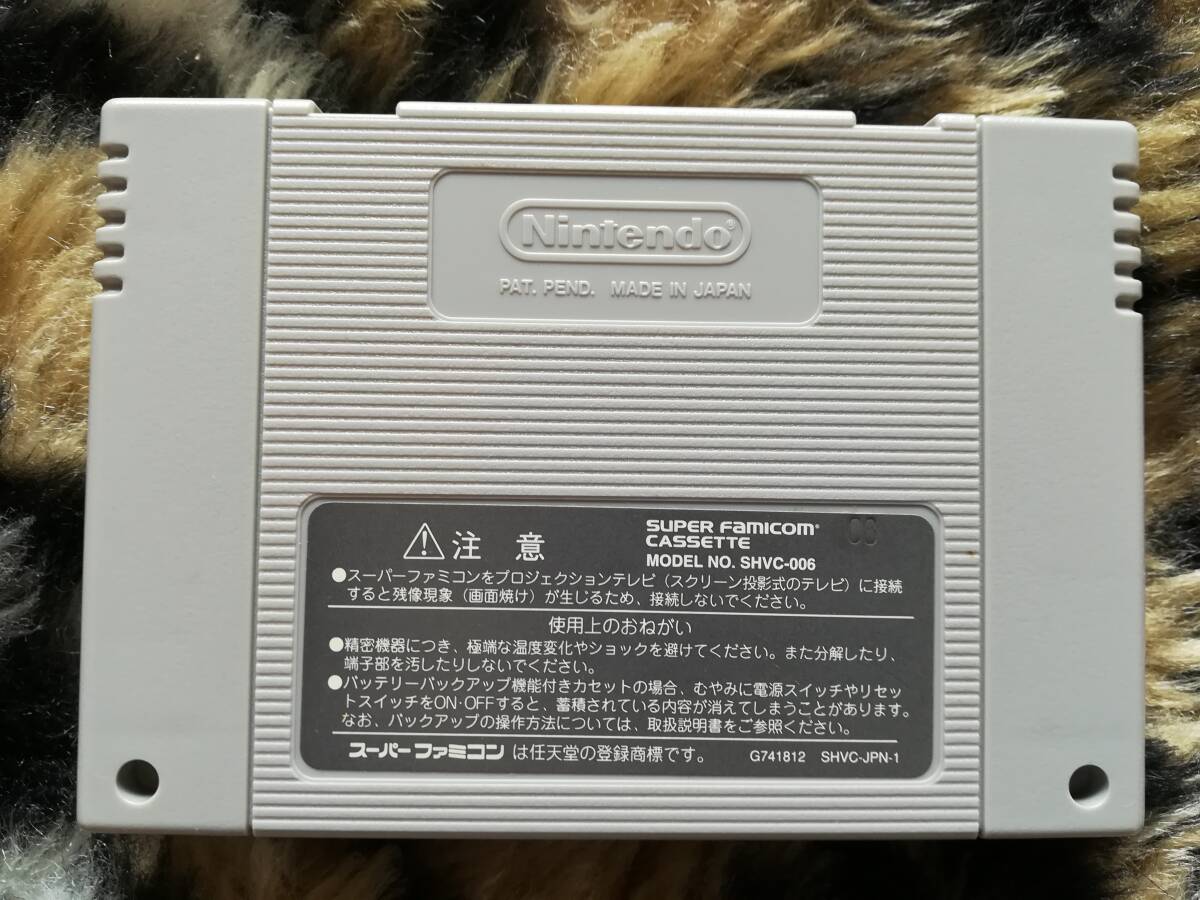 Nintendo®
PAT. PEND. MADE IN JAPAN
⚠注 意
SUPER FAMICOM®
CASSETTE
MODEL NO. SHVC-006
●スーパーファミコンをプロジェクションテレビ(スクリーン投影式のテレビ)に接続
すると残像現象(画面焼け)が生じるため、接続しないでください。
使用上のおねがい
●精密機器につき、極端な温度変化やショックを避けてください。また分解したり、
端子部を汚したりしないでください。
●バッテリーバックアップ機能付きカセットの場合、むやみに電源スイッチやリセッ
トスイッチをON·OFFすると、蓄積されている内容が消えてしまうことがあります。
なお、バックアップの操作方法については、取扱説明書をご参照ください。
スーパーファミコンは任天堂の登録商標です。 G741812 SHVC-JPN-1